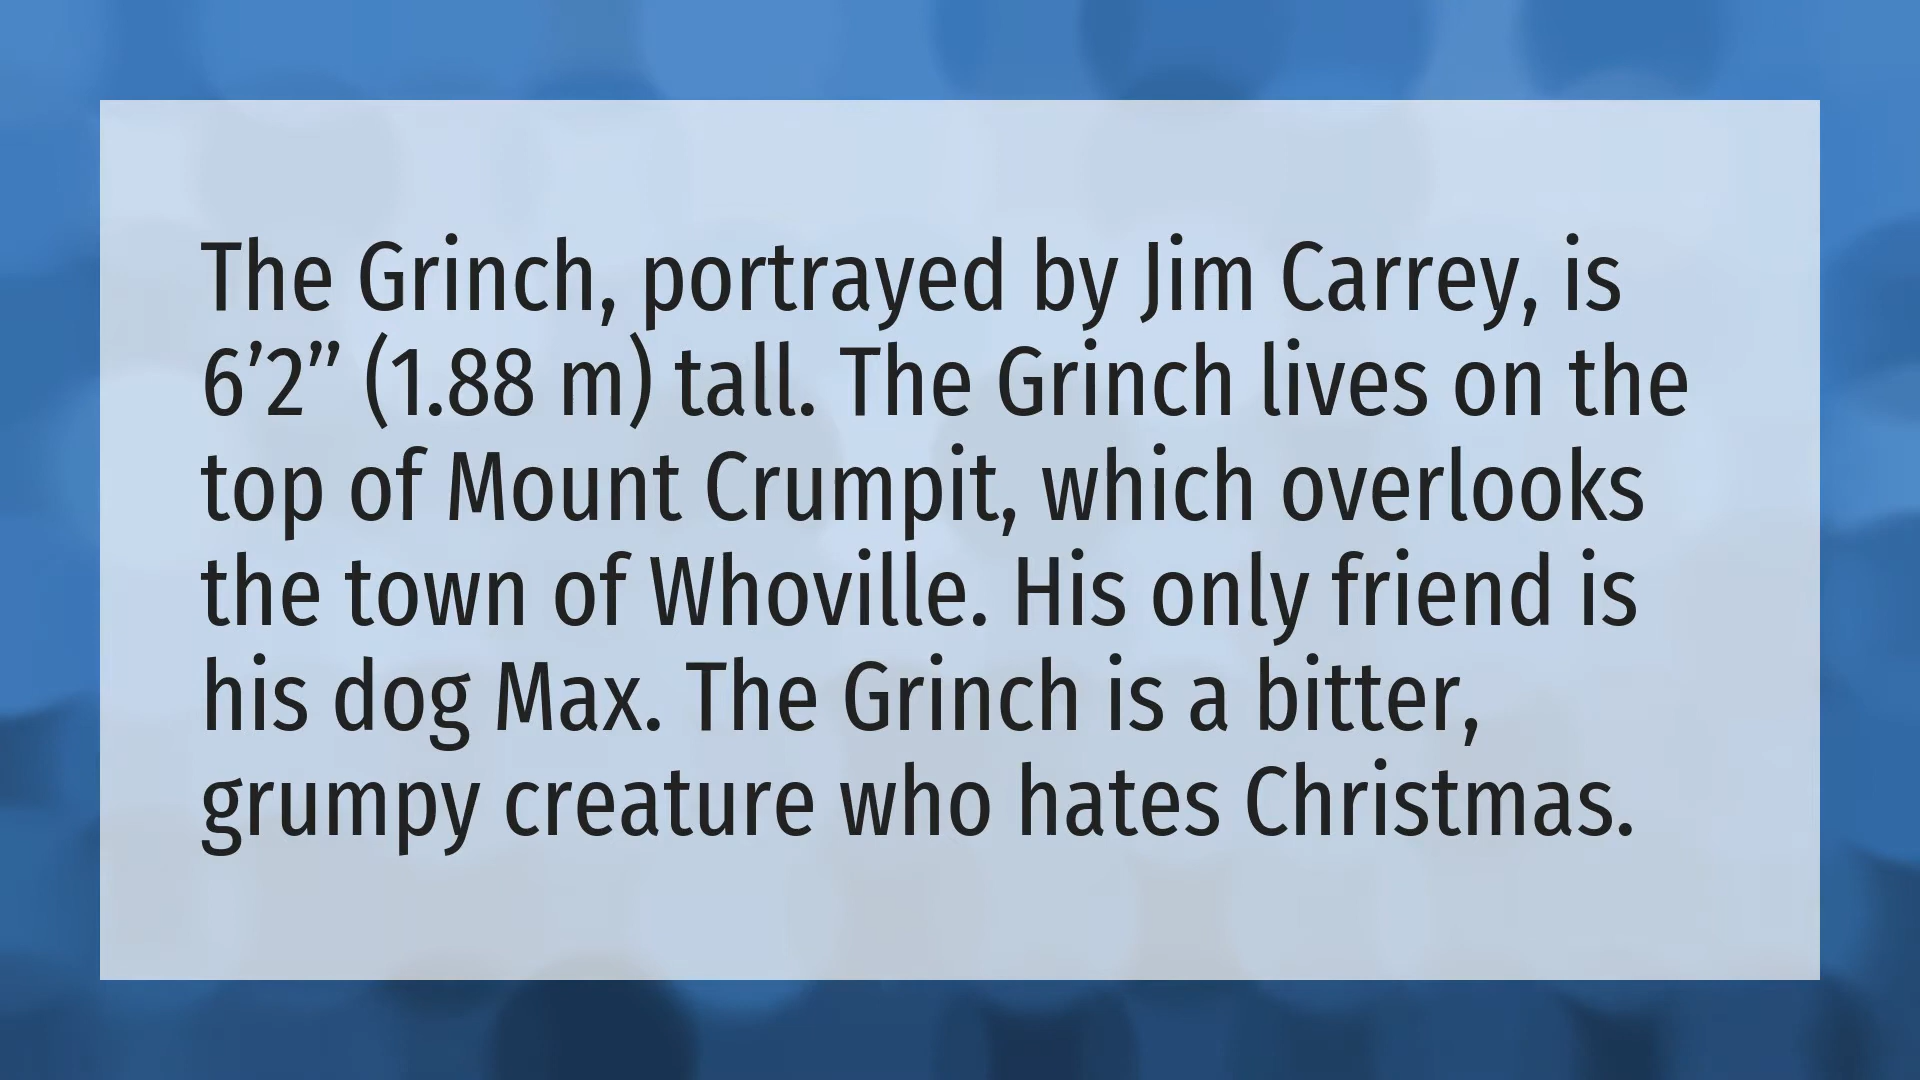 The Grinch, portrayed by Jim Carrey, is
6’2” (1.88 m) tall. The Grinch lives on the
top of Mount Crumpit, which overlooks
the town of Whoville. His only friend is
his dog Max. The Grinch is a bitter,
grumpy creature who hates Christmas.